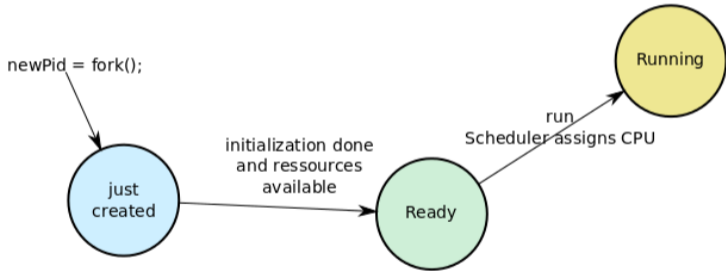 newPid = fork();
just
created
initialization done
and ressources
available
Ready
run
Scheduler assigns CPU
Running